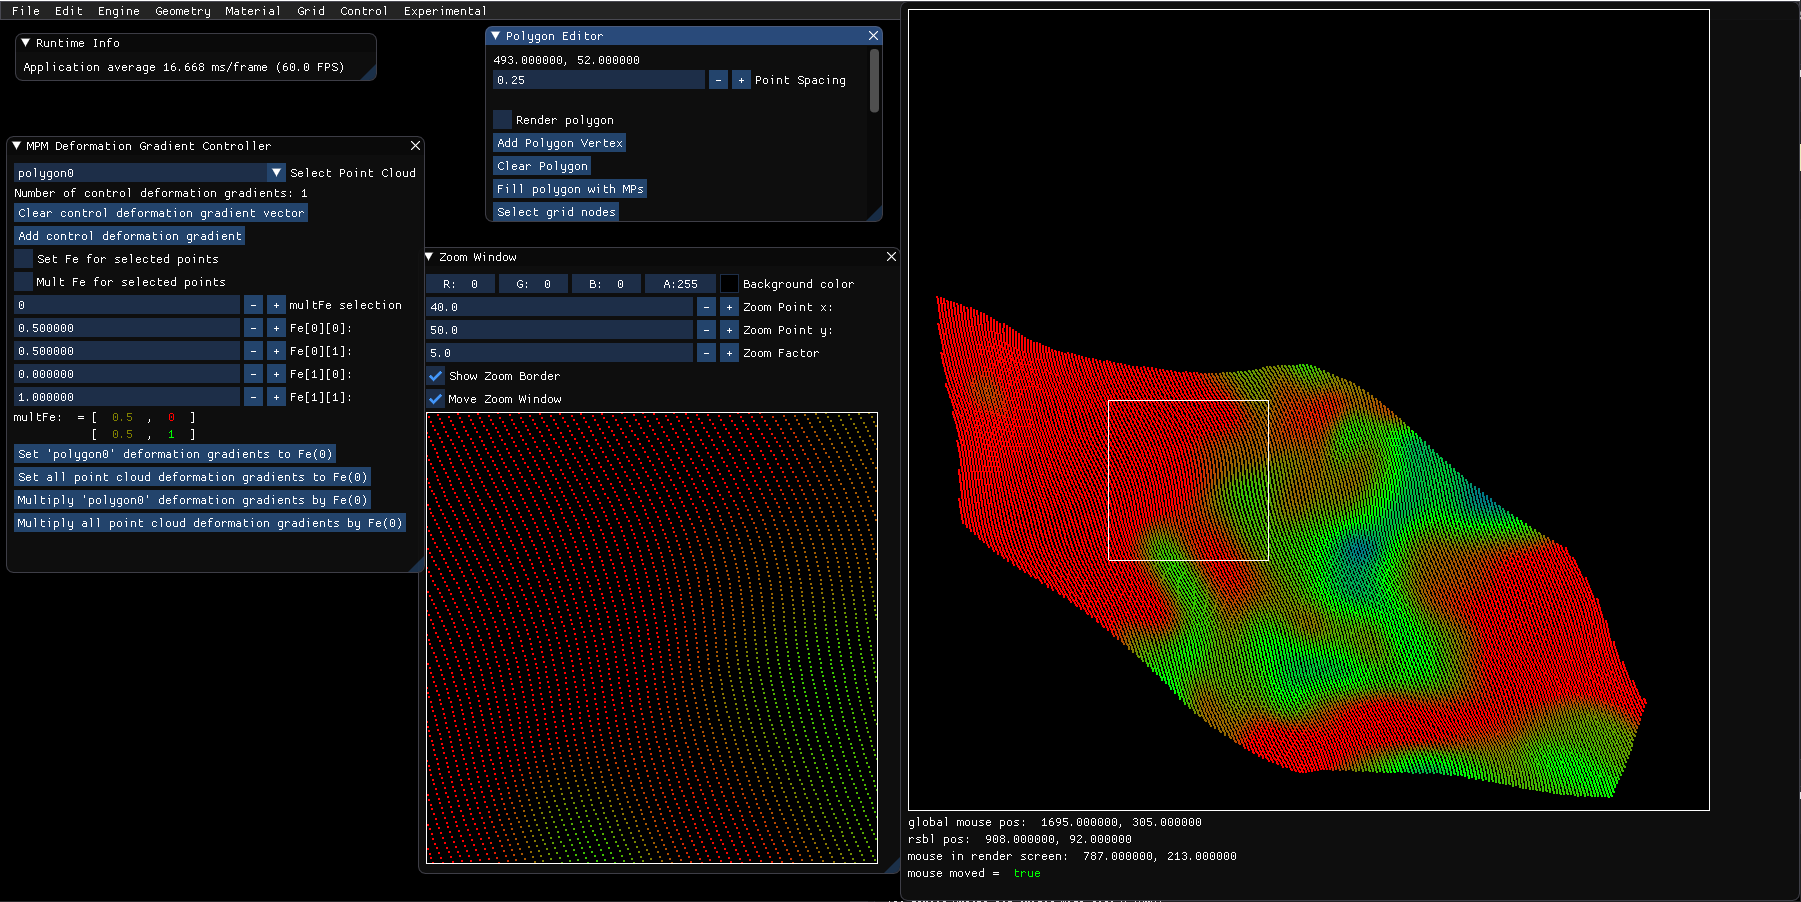 File Edit Engine Geometry Material Grid Control Experimental
Runtime Info
Application average 16.668 ms/frame (60.0 FPS)
MPM Deformation Gradient Controller
polygon0 Select Point Cloud
Number of control deformation gradients: 1
Clear control deformation gradient vector
Add control deformation gradient
Set Fe for selected points
Mult Fe for selected points
0 - + multFe selection
0.500000 - + Fe[0][0]:
0.500000 - + Fe[0][1]:
0.000000 - + Fe[1][0]:
1.000000 - + Fe[1][1]:
multFe: = [ 0.5 , 0 ]
[ 0.5 , 1 ]
Set 'polygon0' deformation gradients to Fe(0)
Set all point cloud deformation gradients to Fe(0)
Multiply 'polygon0' deformation gradients by Fe(0)
Multiply all point cloud deformation gradients by Fe(0)
Polygon Editor
493.000000, 52.000000
0.25 - + Point Spacing
Render polygon
Add Polygon Vertex
Clear Polygon
Fill polygon with MPs
Select grid nodes
Zoom Window
R: 0 G: 0 B: 0 A:255 Background color
40.0 - + Zoom Point x:
50.0 - + Zoom Point y:
5.0 - + Zoom Factor
Show Zoom Border
Move Zoom Window
global mouse pos: 1695.000000, 305.000000
rsbl pos: 908.000000, 92.000000
mouse in render screen: 787.000000, 213.000000
mouse moved = true